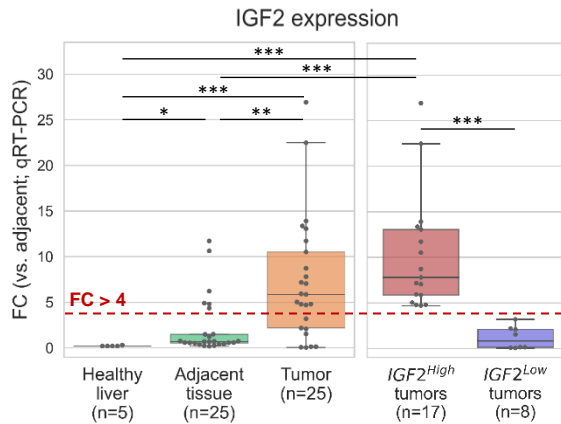 IGF2 expression
***
***
***
*
**
***
FC (vs. adjacent; qRT-PCR)
30
25
20
15
10
5
0
FC > 4
Healthy
liver
(n=5)
Adjacent
tissue
(n=25)
Tumor
(n=25)
IGF2High
tumors
(n=17)
IGF2Low
tumors
(n=8)